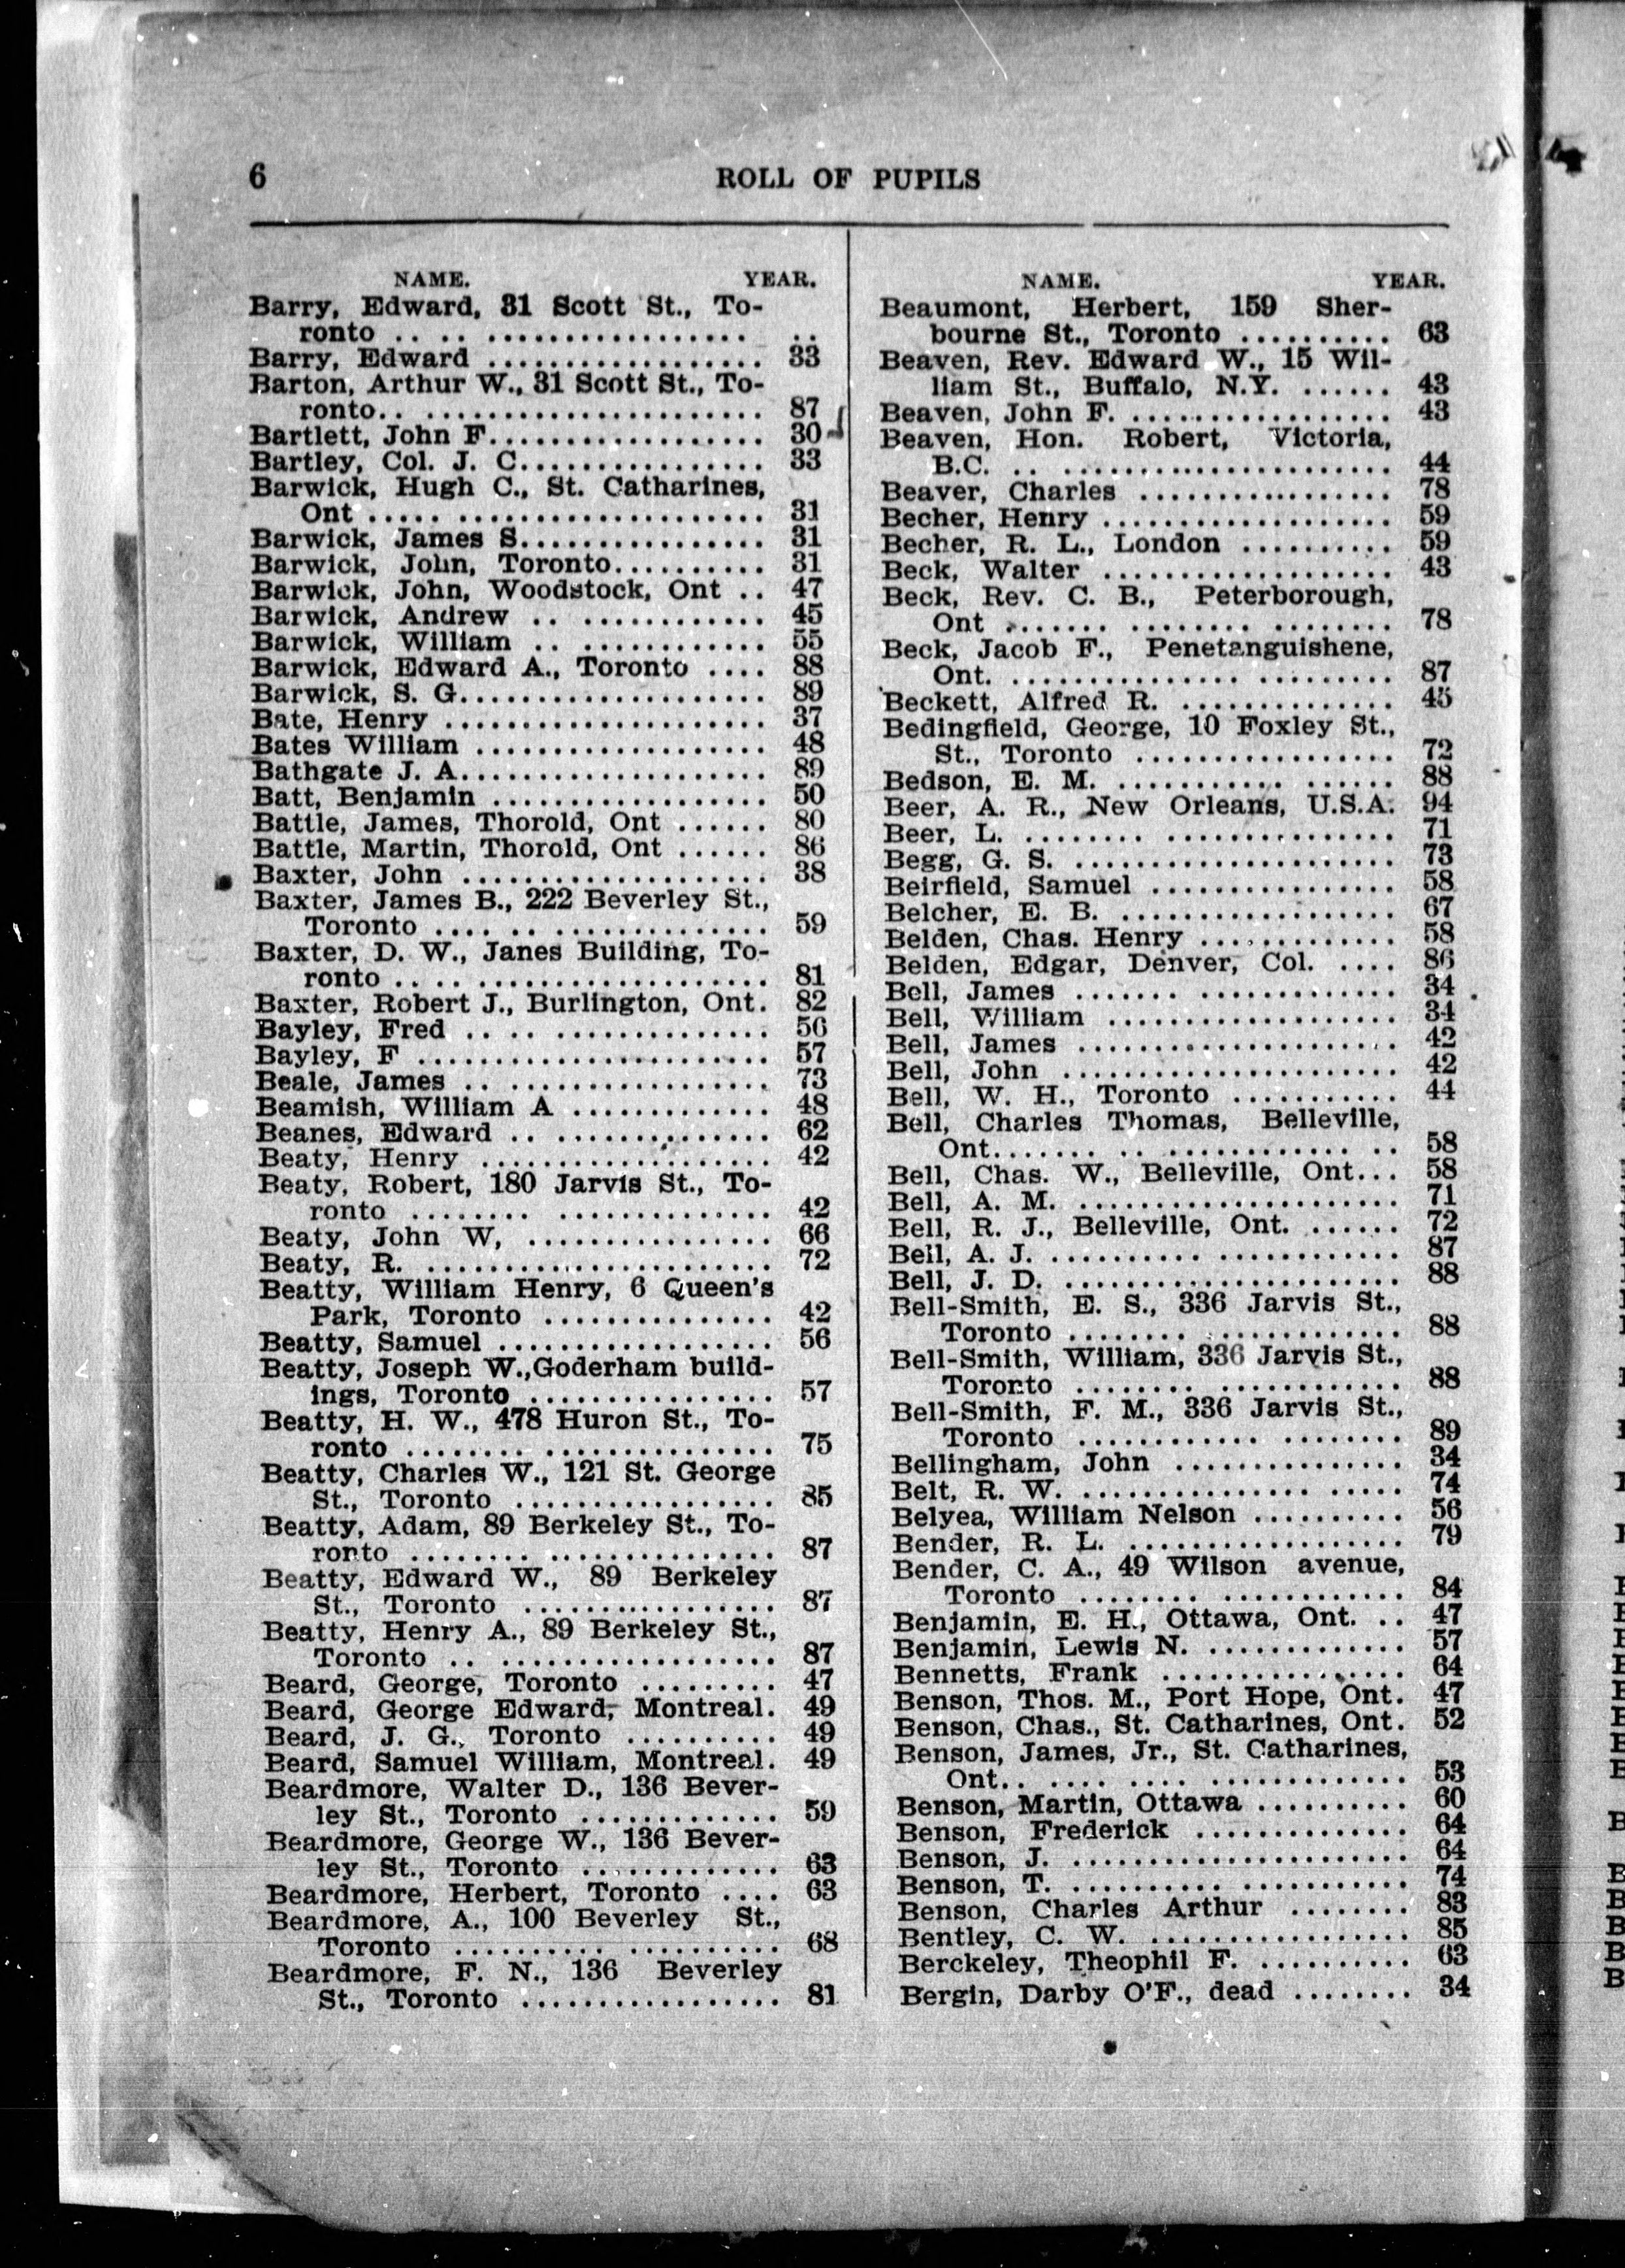 6
ROLL OF PUPILS
NAME. YEAR.
Barry, Edward, 31 Scott St., To-
ronto .. .. ................. ..
Barry, Edward .................. 33
Barton, Arthur W., 31 Scott St., To-
ronto.. ...................... 87
Bartlett, John F.................. 30
Bartley, Col. J. C................ 33
Barwick, Hugh C., St. Catharines,
Ont ..... .................... 31
Barwick, James S................ 31
Barwick, John, Toronto.......... 31
Barwick, John, Woodstock, Ont .. 47
Barwick, Andrew .. ............ 45
Barwick, William .. ............ 55
Barwick, Edward A., Toronto .... 88
Barwick, S. G.................... 89
Bate, Henry ..................... 37
Bates William ................... 48
Bathgate J. A.................... 89
Batt, Benjamin .................. 50
Battle, James, Thorold, Ont ...... 80
Battle, Martin, Thorold, Ont ...... 86
Baxter, John .................... 38
Baxter, James B., 222 Beverley St.,
Toronto .... .. .............. 59
Baxter, D. W., Janes Building, To-
ronto .. .. ................... 81
Baxter, Robert J., Burlington, Ont. 82
Bayley, Fred .. .. .............. 56
Bayley, F ....................... 57
Beale, James .. ................. 73
Beamish, William A ............. 48
Beanes, Edward .. .............. 62
Beaty, Henry ................... 42
Beaty, Robert, 180 Jarvis St., To-
ronto ........ .............. 42
Beaty, John W, ................ 66
Beaty, R. ....................... 72
Beatty, William Henry, 6 Queen's
Park, Toronto ............... 42
Beatty, Samuel .................. 56
Beatty, Joseph W.,Goderham build-
ings, Toronto ................ 57
Beatty, H. W., 478 Huron St., To-
ronto ........ ............... 75
Beatty, Charles W., 121 St. George
St., Toronto ................. 85
Beatty, Adam, 89 Berkeley St., To-
ronto ........ ............... 87
Beatty, Edward W., 89 Berkeley
St., Toronto ................ 87
Beatty, Henry A., 89 Berkeley St.,
Toronto .. .................. 87
Beard, George, Toronto ......... 47
Beard, George Edward, Montreal. 49
Beard, J. G., Toronto .......... 49
Beard, Samuel William, Montreal. 49
Beardmore, Walter D., 136 Bever-
ley St., Toronto ............. 59
Beardmore, George W., 136 Bever-
ley St., Toronto ............. 63
Beardmore, Herbert, Toronto .... 63
Beardmore, A., 100 Beverley St.,
Toronto .......... .......... 68
Beardmore, F. N., 136 Beverley
St., Toronto ................. 81
NAME. YEAR.
Beaumont, Herbert, 159 Sher-
bourne St., Toronto .......... 63
Beaven, Rev. Edward W., 15 Wil-
liam St., Buffalo, N.Y. ...... 43
Beaven, John F. ................. 43
Beaven, Hon. Robert, Victoria,
B.C. .. ...................... 44
Beaver, Charles ................. 78
Becher, Henry ................... 59
Becher, R. L., London .......... 59
Beck, Walter ................... 43
Beck, Rev. C. B., Peterborough,
Ont ....... ........ ........ 78
Beck, Jacob F., Penetanguishene,
Ont. ............... ......... 87
Beckett, Alfred R. .............. 45
Bedingfield, George, 10 Foxley St.,
St., Toronto ................. 72
Bedson, E. M. ............ ...... 88
Beer, A. R., New Orleans, U.S.A. 94
Beer, L. ........ ............... 71
Begg, G. S. ..................... 73
Beirfield, Samuel ................ 58
Belcher, E. B. .................. 67
Belden, Chas. Henry ............. 58
Belden, Edgar, Denver, Col. .... 86
Bell, James ....... ............. 34
Bell, William ................... 34
Bell, James ..................... 42
Bell, John ...................... 42
Bell, W. H., Toronto ........... 44
Bell, Charles Thomas, Belleville,
Ont....... .. ............ .. 58
Bell, Chas. W., Belleville, Ont... 58
Bell, A. M. ..................... 71
Bell, R. J., Belleville, Ont. ...... 72
Bell, A. J. .......... ............ 87
Bell, J. D. ...................... 88
Bell-Smith, E. S., 336 Jarvis St.,
Toronto ........ ............. 88
Bell-Smith, William, 336 Jarvis St.,
Toronto ........ ............ 88
Bell-Smith, F. M., 336 Jarvis St.,
Toronto ............ ........ 89
Bellingham, John ............... 34
Belt, R. W. ................ ..... 74
Belyea, William Nelson .......... 56
Bender, R. L. .................. 79
Bender, C. A., 49 Wilson avenue,
Toronto ........ ............ 84
Benjamin, E. H., Ottawa, Ont. .. 47
Benjamin, Lewis N. ............. 57
Bennetts, Frank ................ 64
Benson, Thos. M., Port Hope, Ont. 47
Benson, Chas., St. Catharines, Ont. 52
Benson, James, Jr., St. Catharines,
Ont.. .... .... ............. 53
Benson, Martin, Ottawa .......... 60
Benson, Frederick .............. 64
Benson, J. ...................... 64
Benson, T. .......... ........... 74
Benson, Charles Arthur ........ 83
Bentley, C. W. ................. 85
Berckeley, Theophil F. .......... 63
Bergin, Darby O'F., dead ........ 34